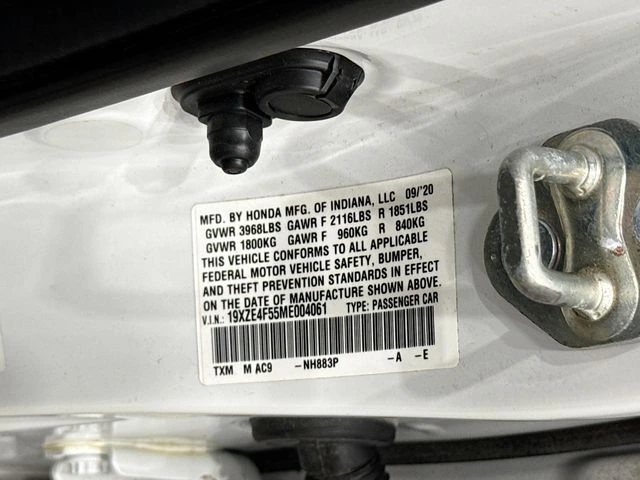 MFD. BY HONDA MFG. OF INDIANA, LLC 09/'20
GVWR 3968LBS GAWR F 2116LBS R 1851LBS
GVWR 1800KG GAWR F 960KG R 840KG
THIS VEHICLE CONFORMS TO ALL APPLICABLE
FEDERAL MOTOR VEHICLE SAFETY, BUMPER,
AND THEFT PREVENTION STANDARDS IN EFFECT
ON THE DATE OF MANUFACTURE SHOWN ABOVE.
V.I.N.: 19XZE4F55ME004061 TYPE: PASSENGER CAR
TXM M AC9 -NH883P -A -E